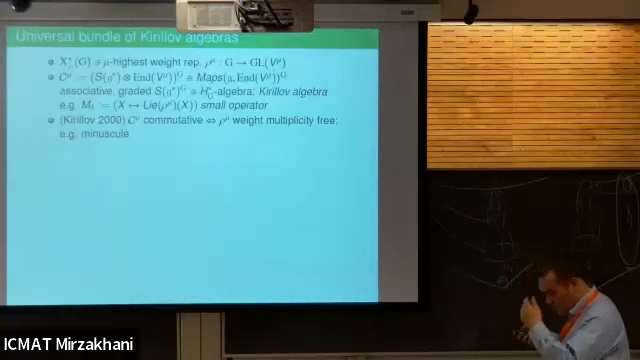 Universal bundle of Kirillov algebras
• X⁺₊(G) ∋ μ-highest weight rep. ρ^μ : G → GL(V^μ)
• C^μ := (S(𝔤*) ⊗ End(V^μ))^G ≅ Maps(𝔤, End(V^μ))^G
associative, graded S(𝔤*)^G ≅ H*_G-algebra: Kirillov algebra
e.g. M₁ := (X ↦ Lie(ρ^μ)(X)) small operator
• (Kirillov 2000) C^μ commutative ⇔ ρ^μ weight multiplicity free;
e.g. minuscule
ICMAT Mirzakhani